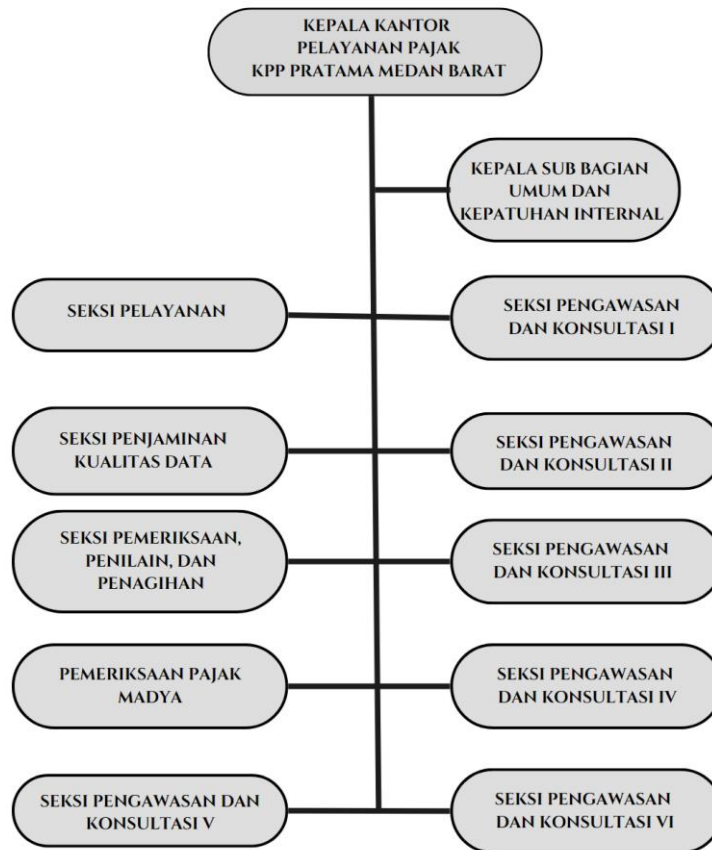 KEPALA KANTOR
PELAYANAN PAJAK
KPP PRATAMA MEDAN BARAT
KEPALA SUB BAGIAN
UMUM DAN
KEPATUHAN INTERNAL
SEKSI PELAYANAN
SEKSI PENGAWASAN
DAN KONSULTASI I
SEKSI PENJAMINAN
KUALITAS DATA
SEKSI PENGAWASAN
DAN KONSULTASI II
SEKSI PEMERIKSAAN,
PENILAIN, DAN
PENAGIHAN
SEKSI PENGAWASAN
DAN KONSULTASI III
PEMERIKSAAN PAJAK
MADYA
SEKSI PENGAWASAN
DAN KONSULTASI IV
SEKSI PENGAWASAN DAN
KONSULTASI V
SEKSI PENGAWASAN
DAN KONSULTASI VI